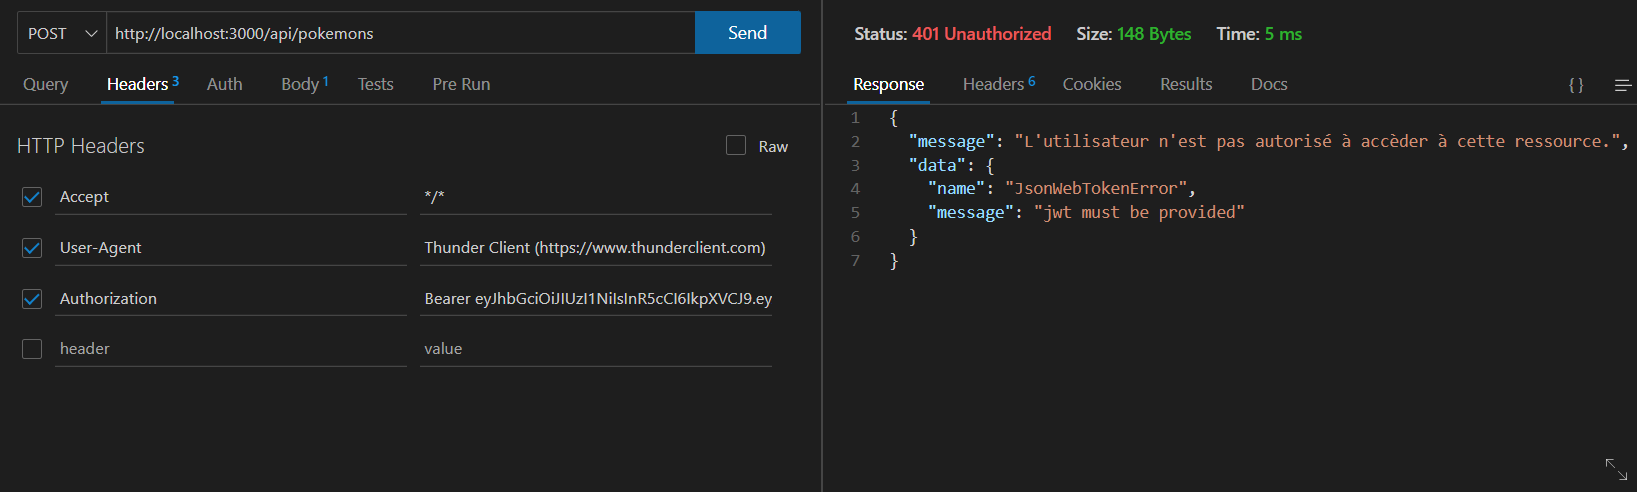 POST http://localhost:3000/api/pokemons Send
Query Headers 3 Auth Body 1 Tests Pre Run
HTTP Headers Raw
Accept */*
User-Agent Thunder Client (https://www.thunderclient.com)
Authorization Bearer eyJhbGciOiJIUzI1NiIsInR5cCI6IkpXVCJ9.ey
header value
Status: 401 Unauthorized Size: 148 Bytes Time: 5 ms
Response Headers 6 Cookies Results Docs {}
1 {
2 "message": "L'utilisateur n'est pas autorisé à accèder à cette ressource.",
3 "data": {
4 "name": "JsonWebTokenError",
5 "message": "jwt must be provided"
6 }
7 }